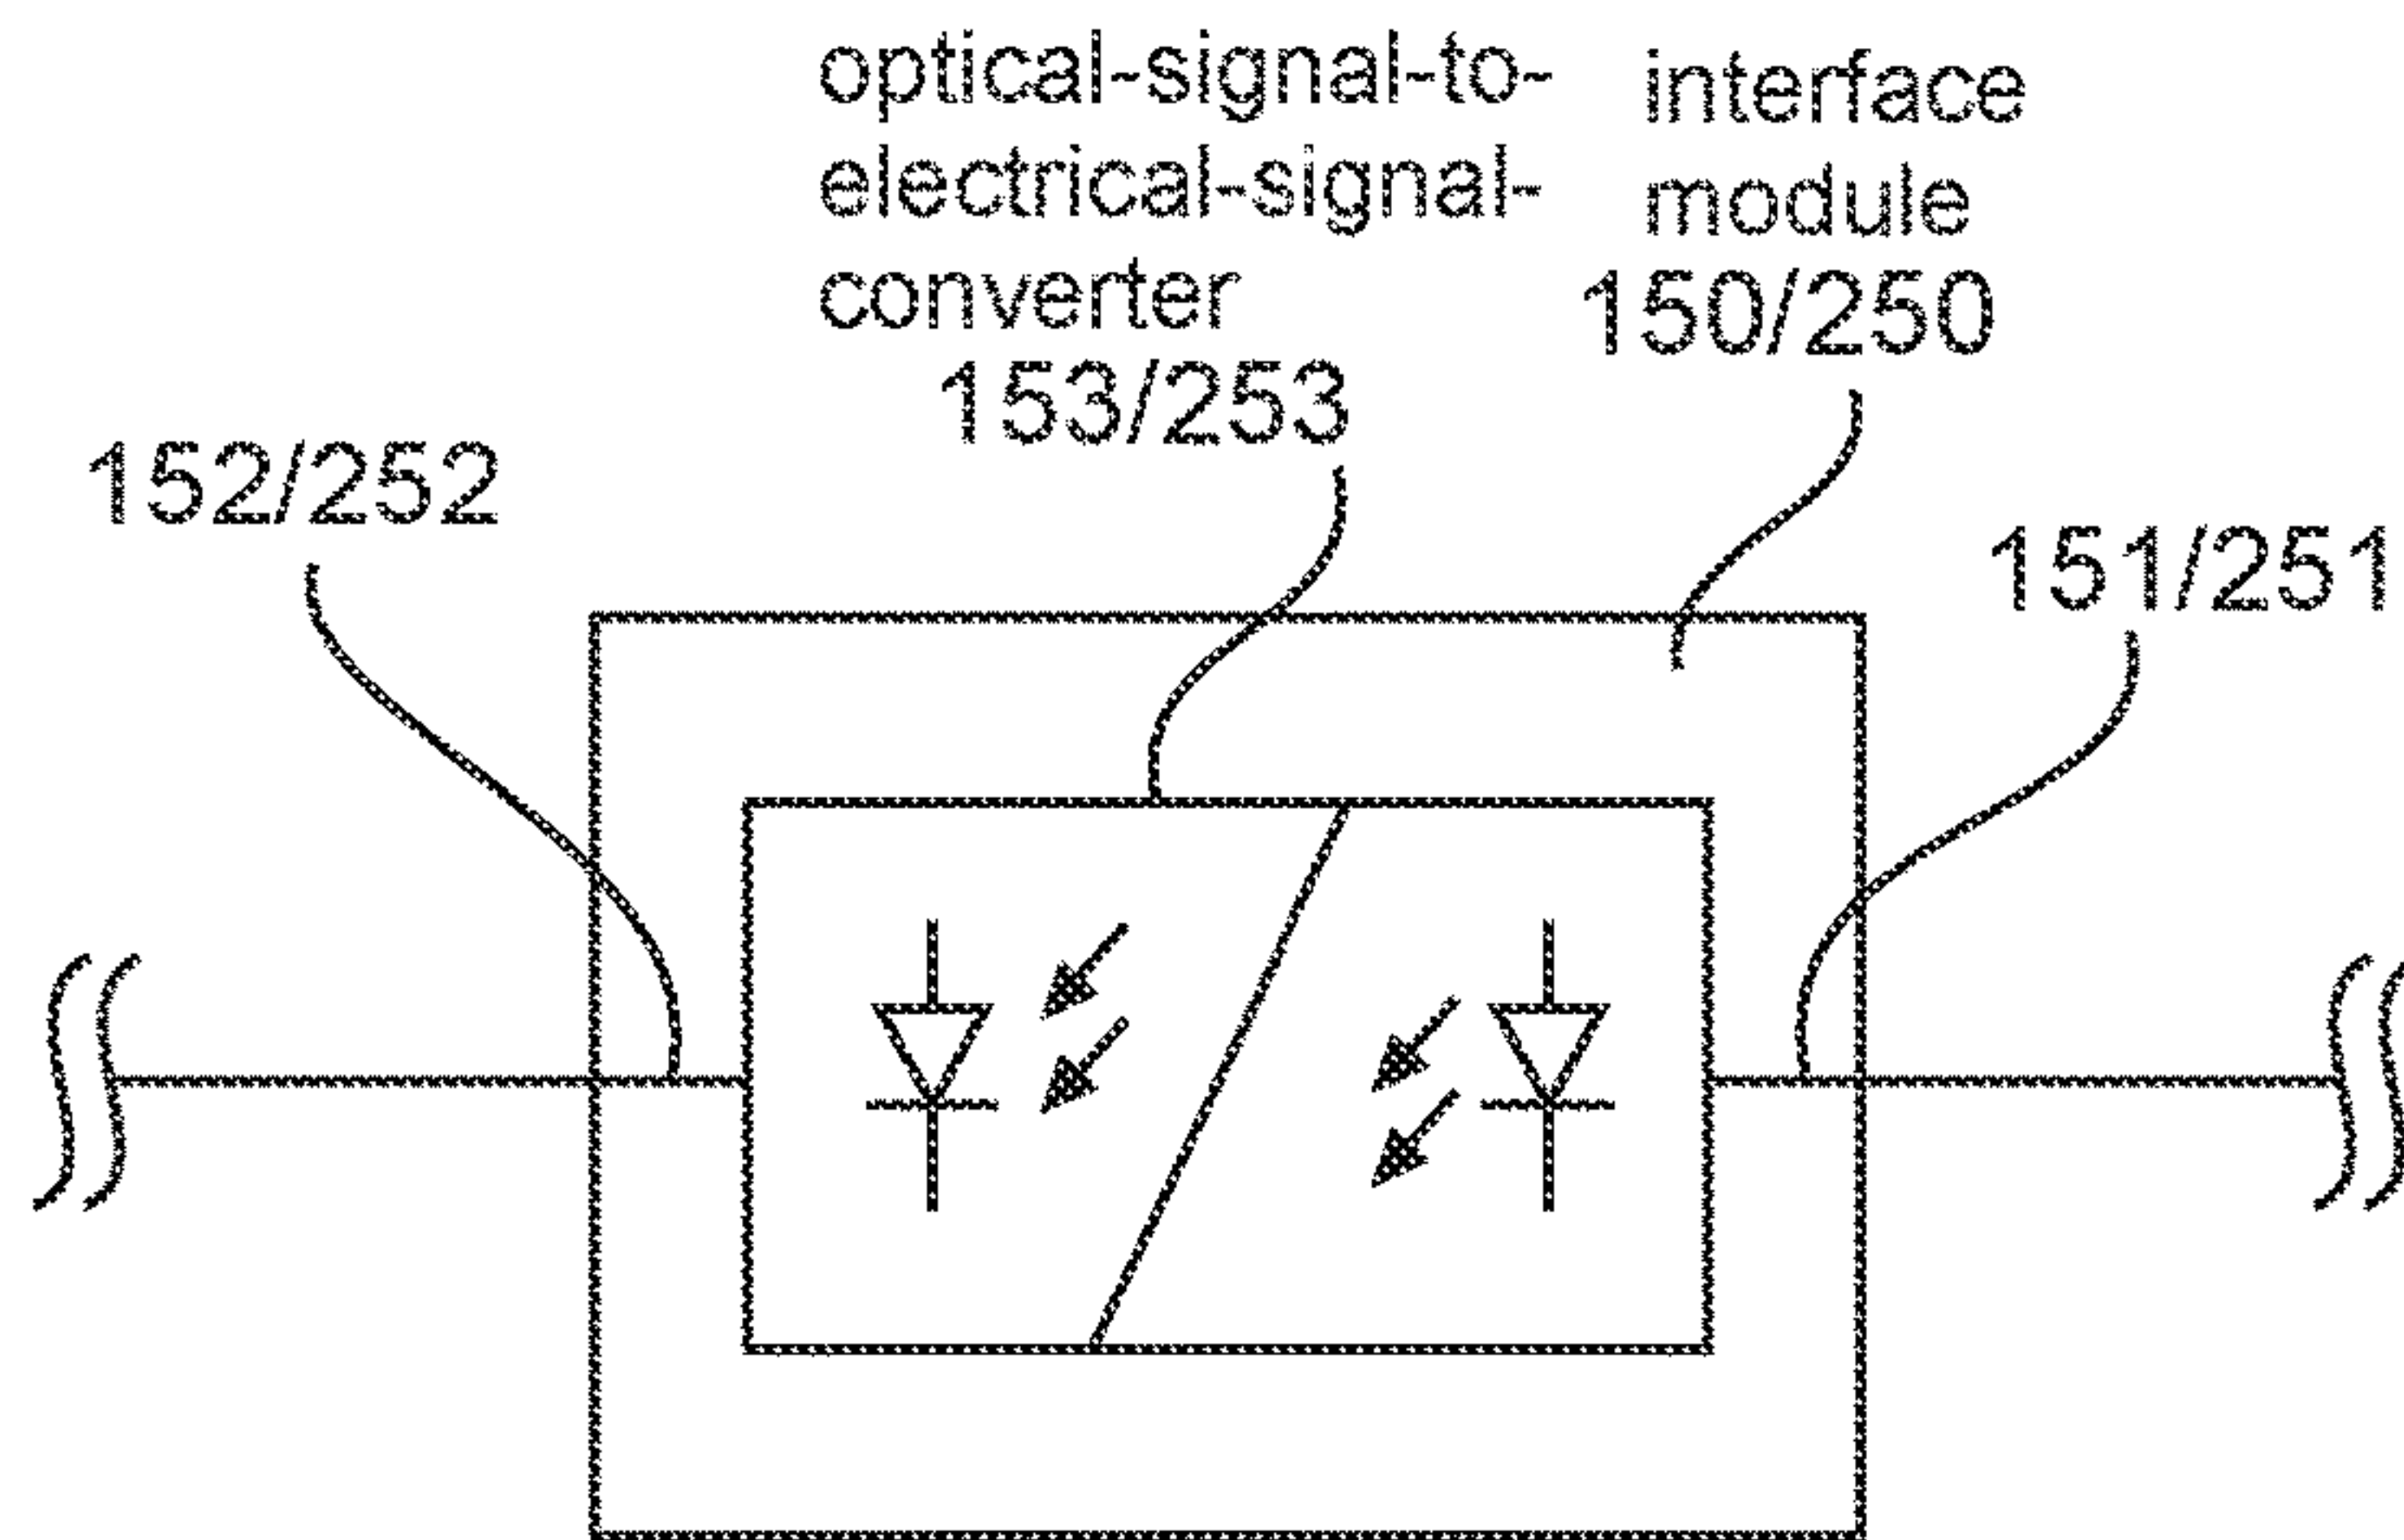 optical-signal-to-
electrical-signal-
converter
153/253
interface
module
150/250
152/252
151/251